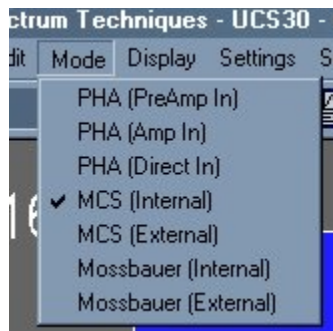 ctrum Techniques - UCS30 -
dit Mode Display Settings S
PHA (PreAmp In)
PHA (Amp In)
PHA (Direct In)
✔ MCS (Internal)
MCS (External)
Mossbauer (Internal)
Mossbauer (External)